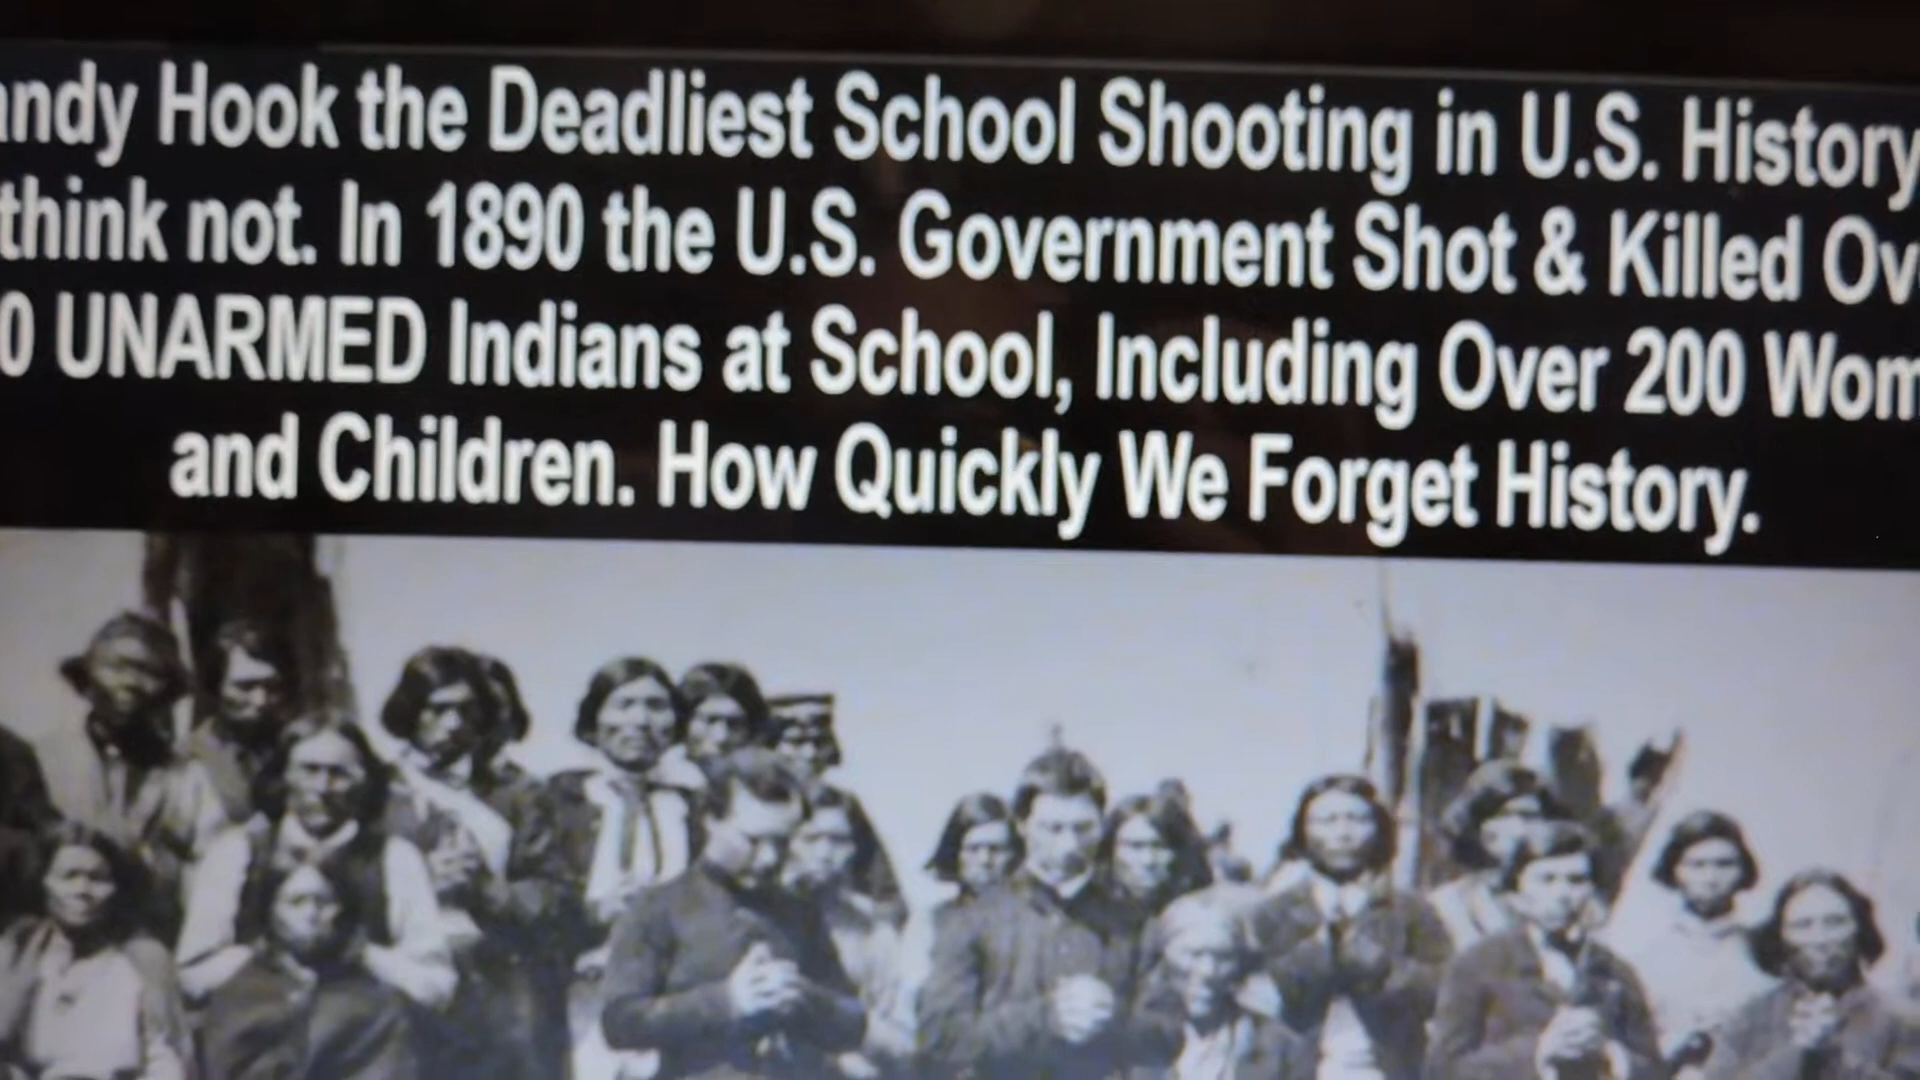 andy Hook the Deadliest School Shooting in U.S. History
think not. In 1890 the U.S. Government Shot & Killed Ov
0 UNARMED Indians at School, Including Over 200 Wom
and Children. How Quickly We Forget History.